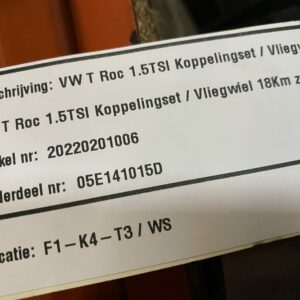 chrijving: VW T Roc 1.5TSI Koppelingset / Vlieg
T Roc 1.5TSI Koppelingset / Vliegwiel 18Km z
kel nr: 20220201006
derdeel nr: 05E141015D
catie: F1-K4-T3 / WS